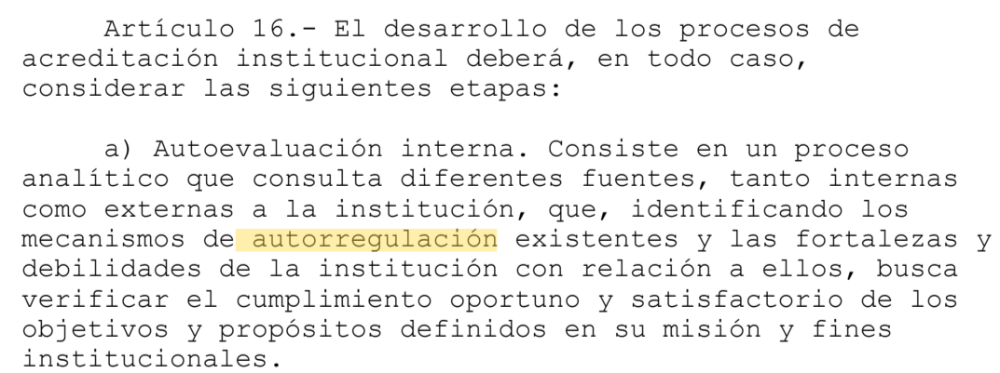 Artículo 16.- El desarrollo de los procesos de
acreditación institucional deberá, en todo caso,
considerar las siguientes etapas:
a) Autoevaluación interna. Consiste en un proceso
analítico que consulta diferentes fuentes, tanto internas
como externas a la institución, que, identificando los
mecanismos de autorregulación existentes y las fortalezas y
debilidades de la institución con relación a ellos, busca
verificar el cumplimiento oportuno y satisfactorio de los
objetivos y propósitos definidos en su misión y fines
institucionales.